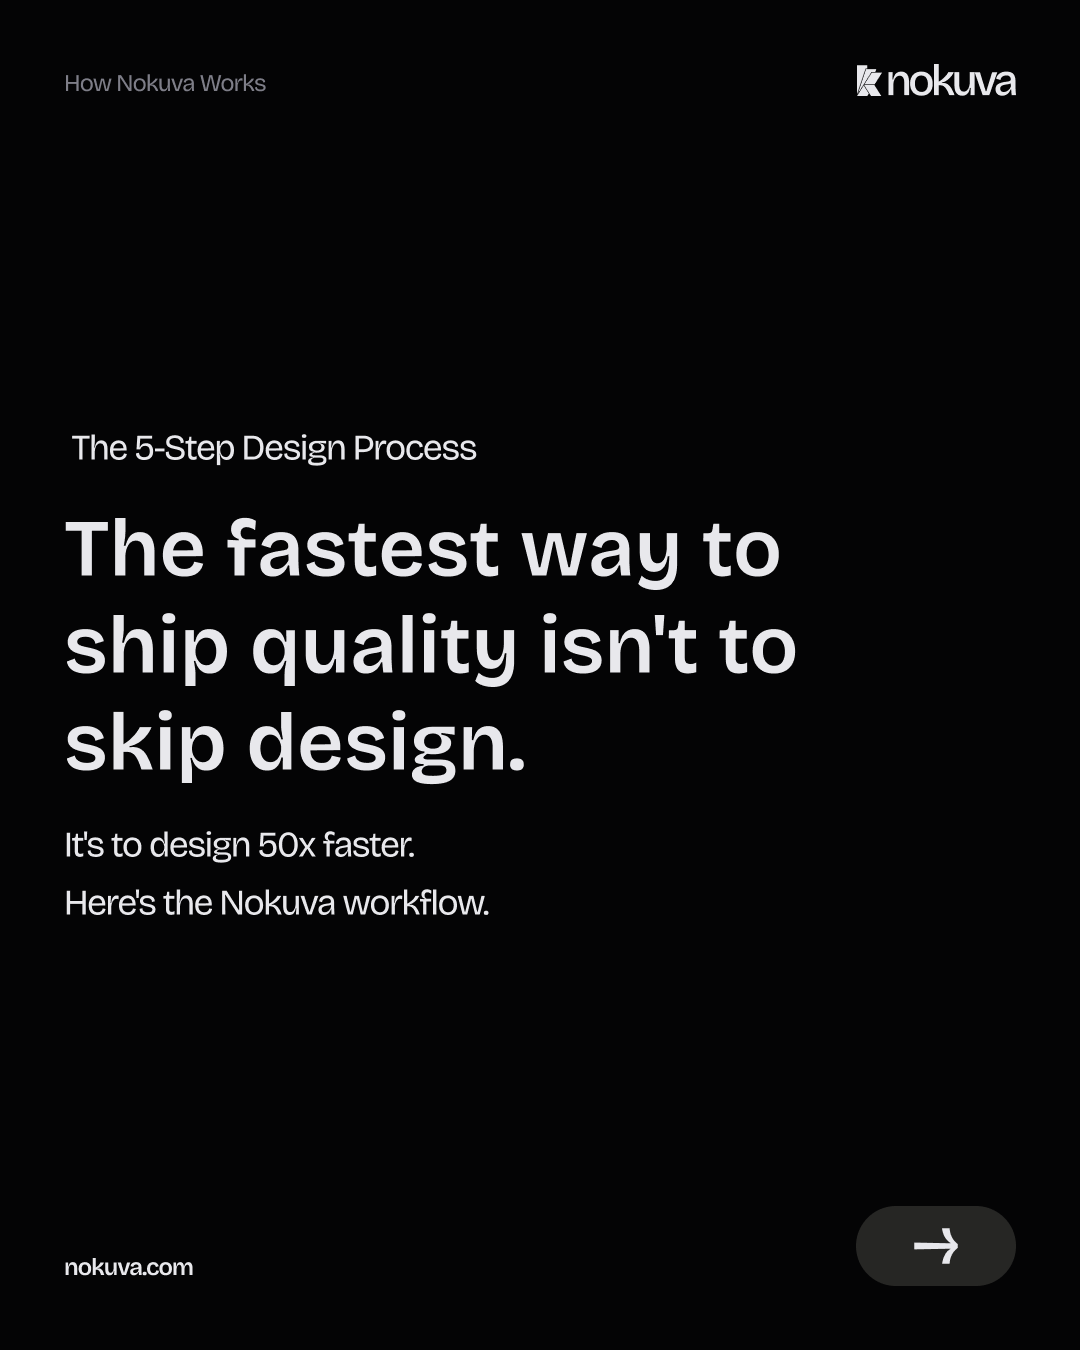 How Nokuva Works
nokuva
The 5-Step Design Process
The fastest way to
ship quality isn't to
skip design.
It's to design 50x faster.
Here's the Nokuva workflow.
nokuva.com